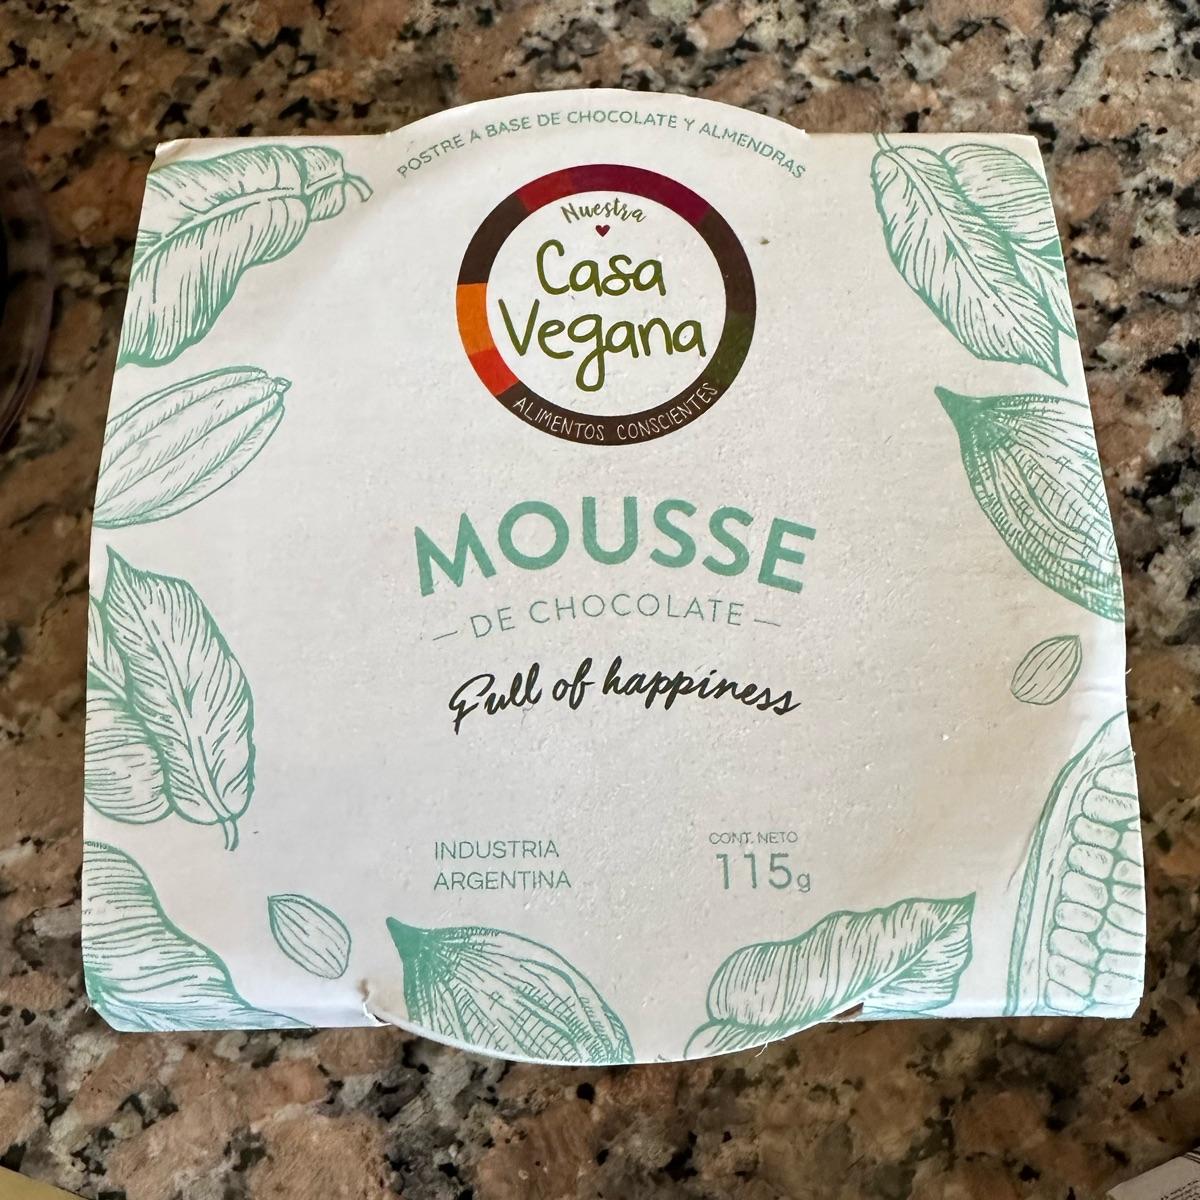 POSTRE A BASE DE CHOCOLATE Y ALMENDRAS
Nuestra
Casa
Vegana
ALIMENTOS CONSCIENTES
MOUSSE
— DE CHOCOLATE —
Full of happiness
INDUSTRIA
ARGENTINA
CONT. NETO
115g